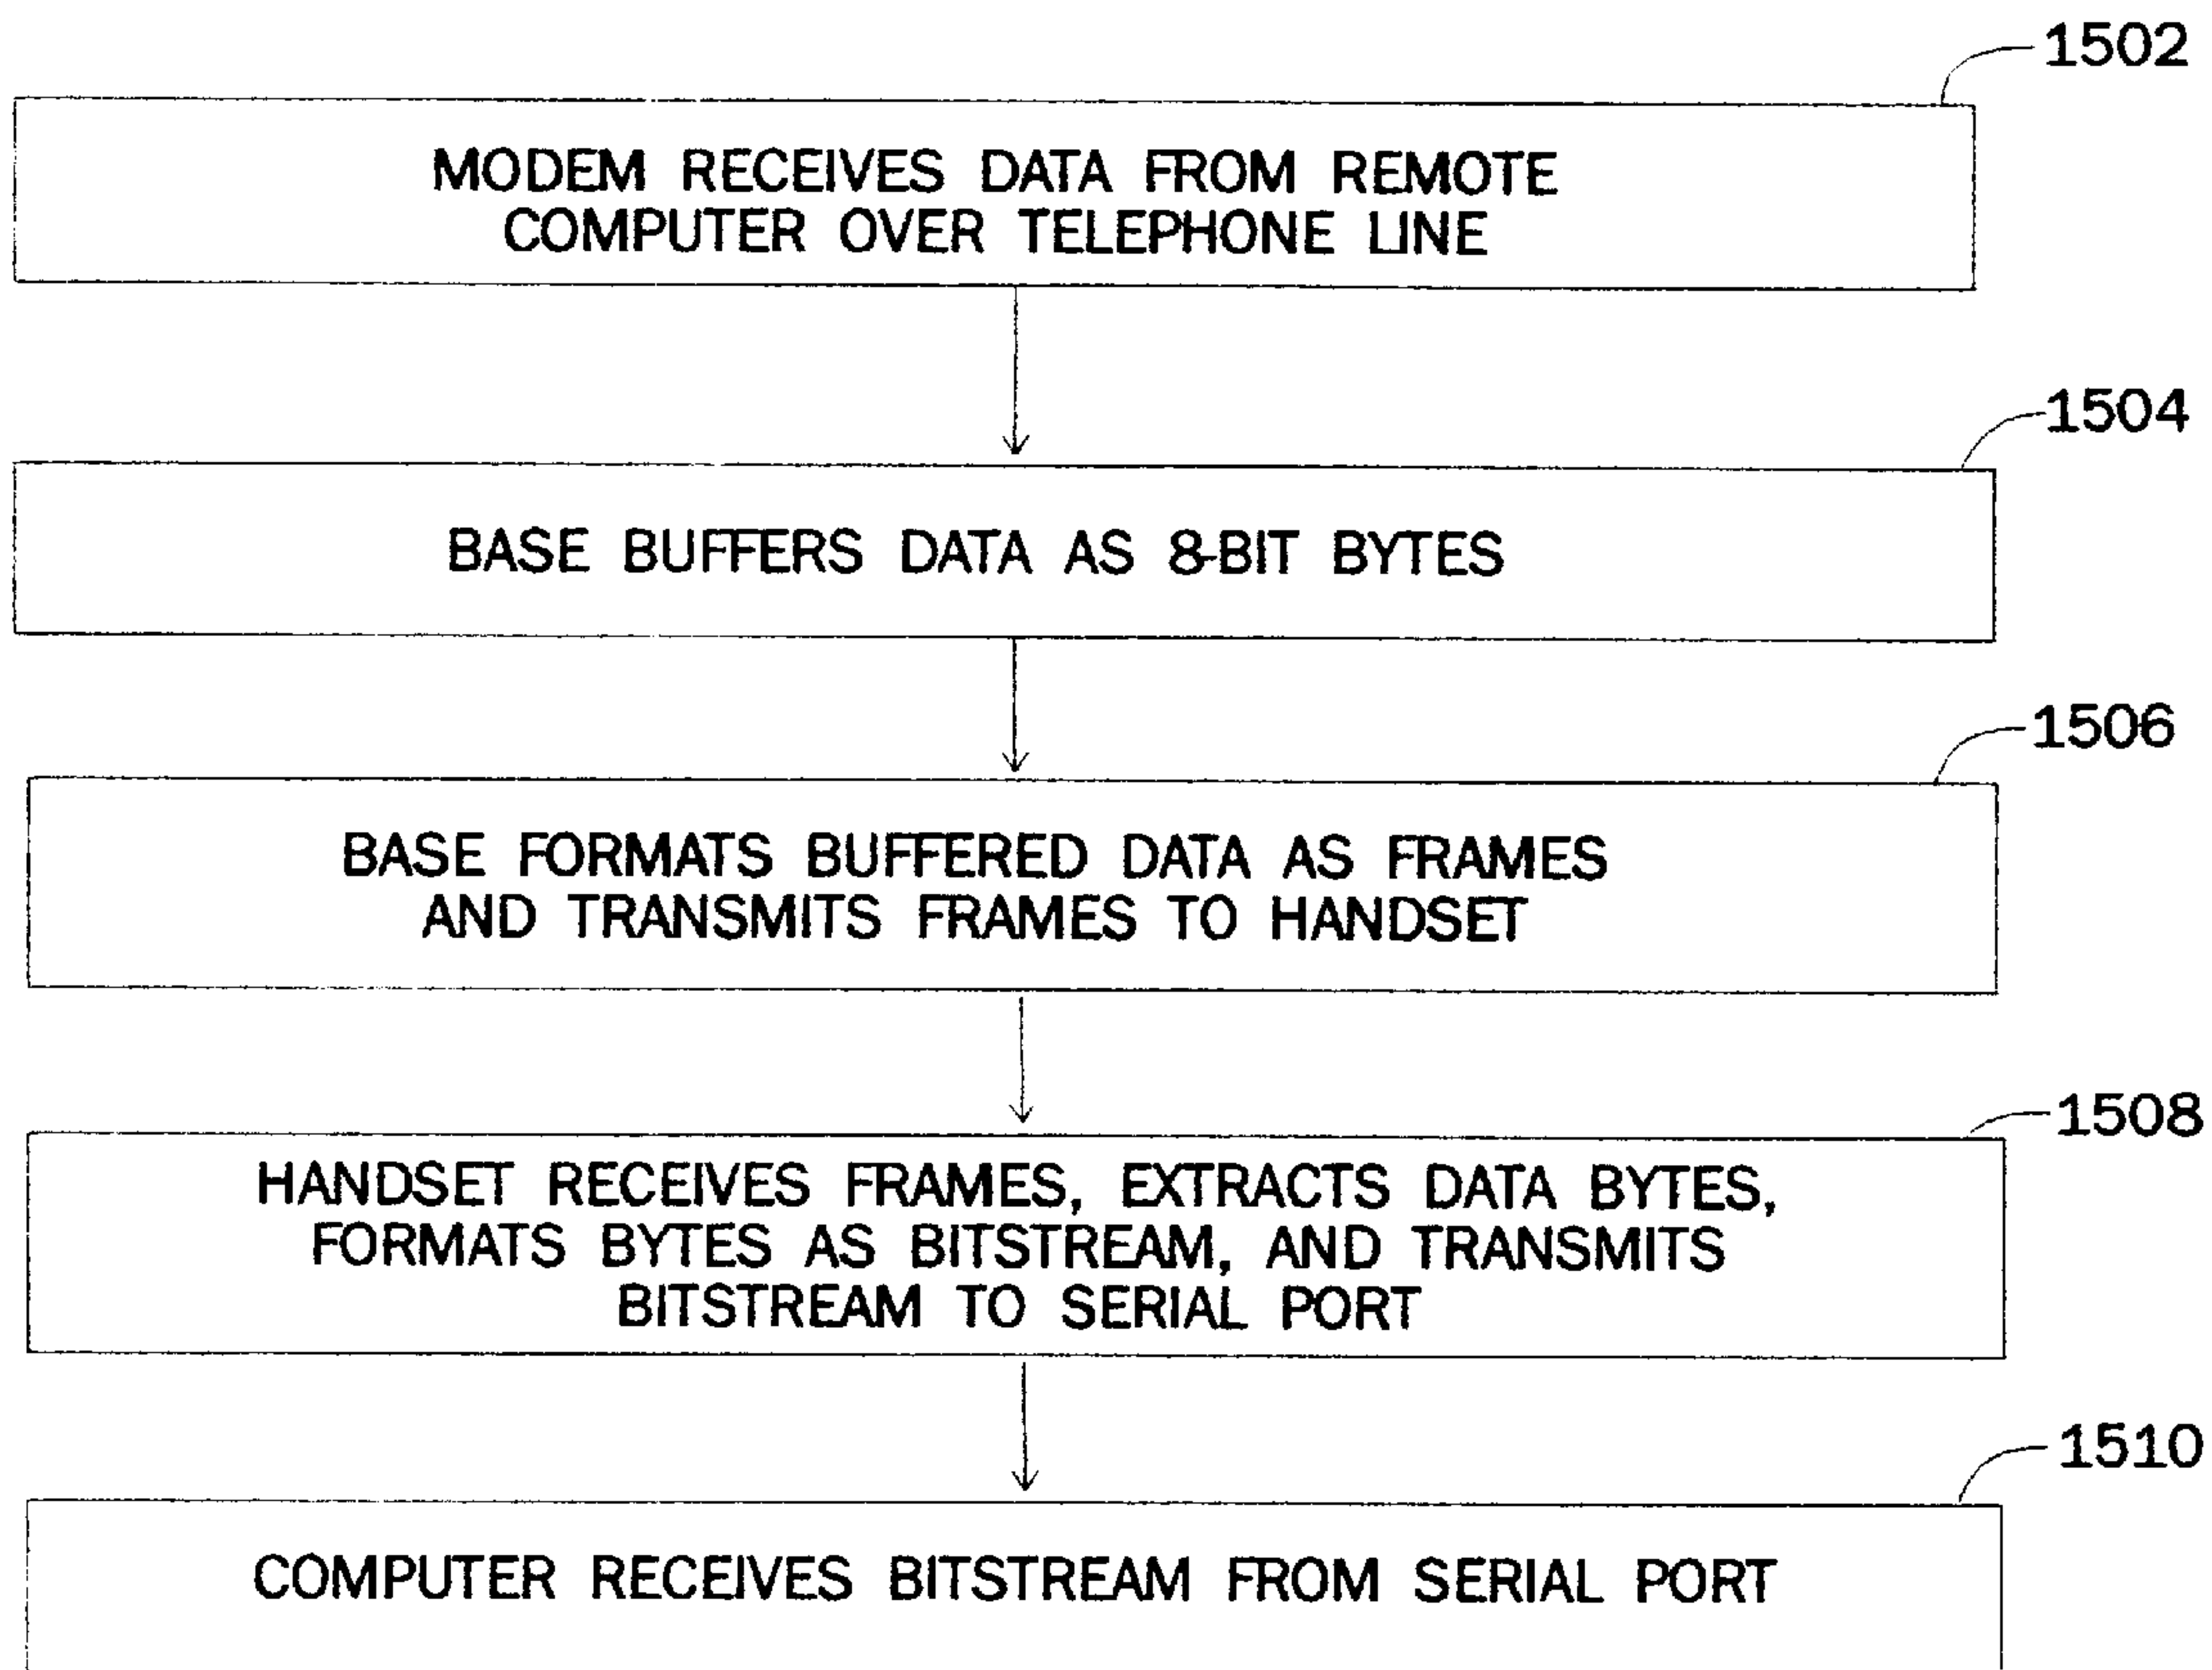 1502
MODEM RECEIVES DATA FROM REMOTE
COMPUTER OVER TELEPHONE LINE
1504
BASE BUFFERS DATA AS 8-BIT BYTES
1506
BASE FORMATS BUFFERED DATA AS FRAMES
AND TRANSMITS FRAMES TO HANDSET
1508
HANDSET RECEIVES FRAMES, EXTRACTS DATA BYTES,
FORMATS BYTES AS BITSTREAM, AND TRANSMITS
BITSTREAM TO SERIAL PORT
1510
COMPUTER RECEIVES BITSTREAM FROM SERIAL PORT